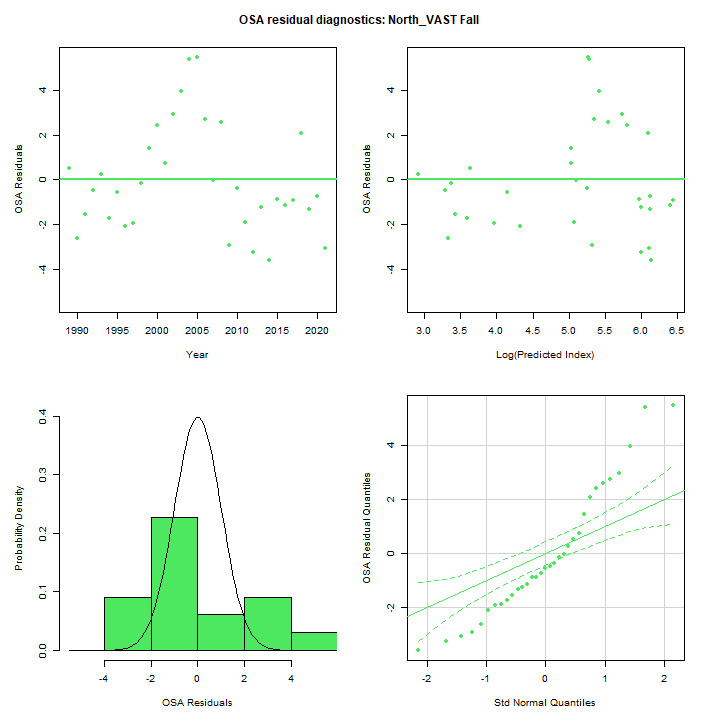 OSA residual diagnostics: North_VAST Fall
OSA Residuals
4
2
0
-2
-4
1990 1995 2000 2005 2010 2015 2020
Year
OSA Residuals
4
2
0
-2
-4
3.0 3.5 4.0 4.5 5.0 5.5 6.0 6.5
Log(Predicted Index)
Probability Density
0.4
0.3
0.2
0.1
0.0
-4 -2 0 2 4
OSA Residuals
OSA Residual Quantiles
4
2
0
-2
-2 -1 0 1 2
Std Normal Quantiles